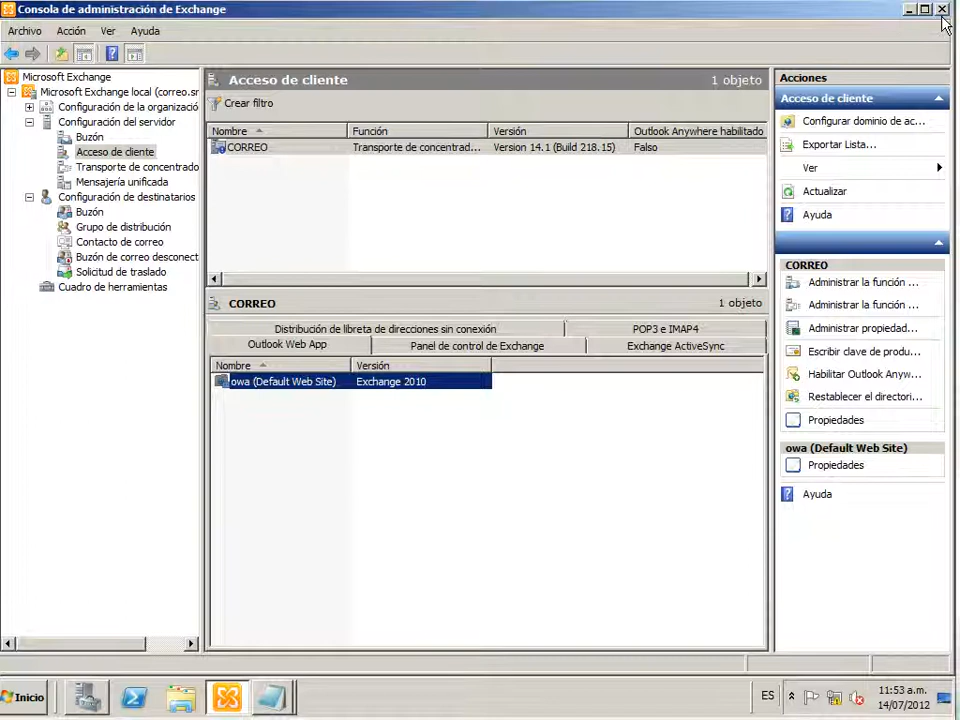 Consola de administración de Exchange
Archivo Acción Ver Ayuda
Microsoft Exchange
Microsoft Exchange local (correo.sr
Configuración de la organizació
Configuración del servidor
Buzón
Acceso de cliente
Transporte de concentrado
Mensajería unificada
Configuración de destinatarios
Buzón
Grupo de distribución
Contacto de correo
Buzón de correo desconect
Solicitud de traslado
Cuadro de herramientas
Acceso de cliente 1 objeto
Crear filtro
Nombre Función Versión Outlook Anywhere habilitado
CORREO Transporte de concentrad... Version 14.1 (Build 218.15) Falso
CORREO 1 objeto
Distribución de libreta de direcciones sin conexión POP3 e IMAP4
Outlook Web App Panel de control de Exchange Exchange ActiveSync
Nombre Versión
owa (Default Web Site) Exchange 2010
Acciones
Acceso de cliente
Configurar dominio de ac...
Exportar Lista...
Ver
Actualizar
Ayuda
CORREO
Administrar la función ...
Administrar la función ...
Administrar propiedad...
Escribir clave de produ...
Habilitar Outlook Anyw...
Restablecer el directori...
Propiedades
owa (Default Web Site)
Propiedades
Ayuda
Inicio
ES
11:53 a.m.
14/07/2012